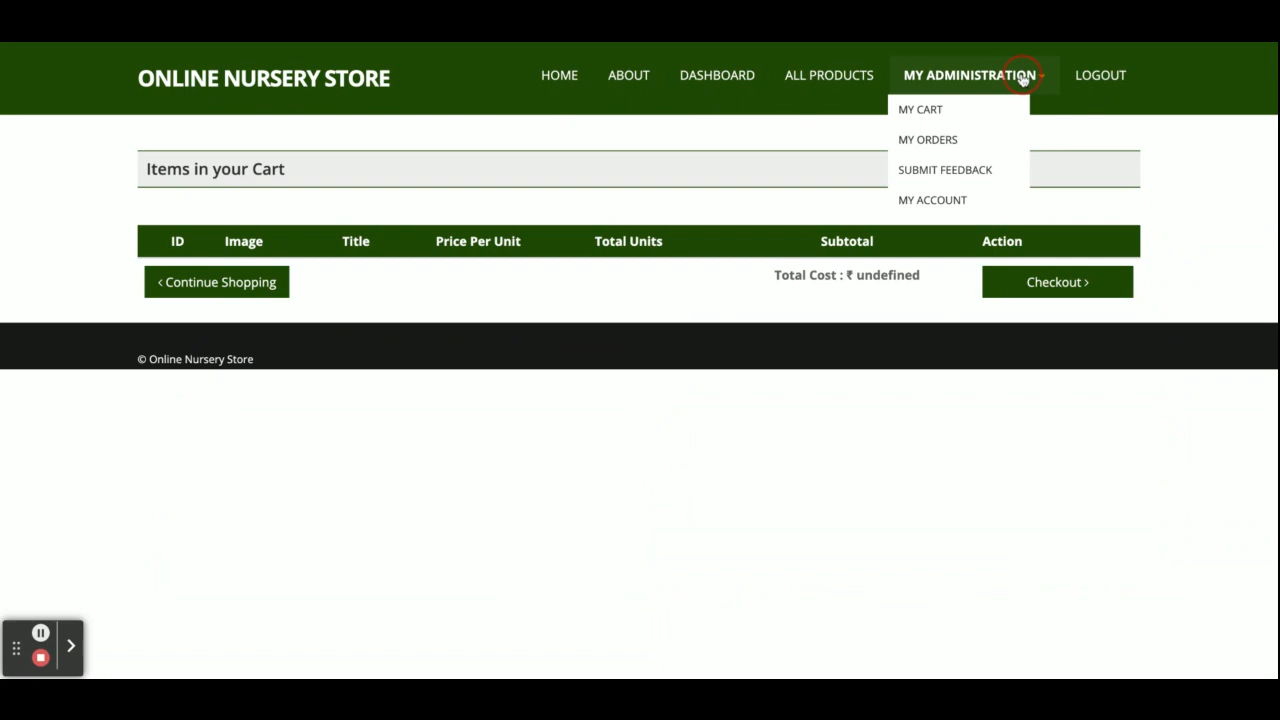 ONLINE NURSERY STORE
HOME ABOUT DASHBOARD ALL PRODUCTS MY ADMINISTRATION LOGOUT
MY CART
MY ORDERS
SUBMIT FEEDBACK
MY ACCOUNT
Items in your Cart
ID Image Title Price Per Unit Total Units Subtotal Action
‹ Continue Shopping Total Cost : ₹ undefined Checkout ›
© Online Nursery Store